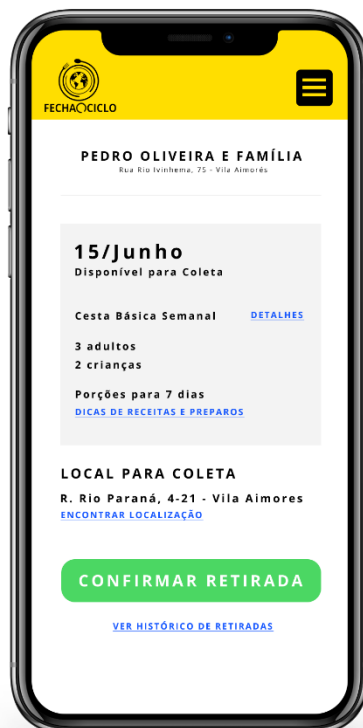 FECHA CICLO
PEDRO OLIVEIRA E FAMÍLIA
Rua Rio Ivinhema, 75 - Vila Aimorés
15/Junho
Disponível para Coleta
Cesta Básica Semanal DETALHES
3 adultos
2 crianças
Porções para 7 dias
DICAS DE RECEITAS E PREPAROS
LOCAL PARA COLETA
R. Rio Paraná, 4-21 - Vila Aimores
ENCONTRAR LOCALIZAÇÃO
CONFIRMAR RETIRADA
VER HISTÓRICO DE RETIRADAS